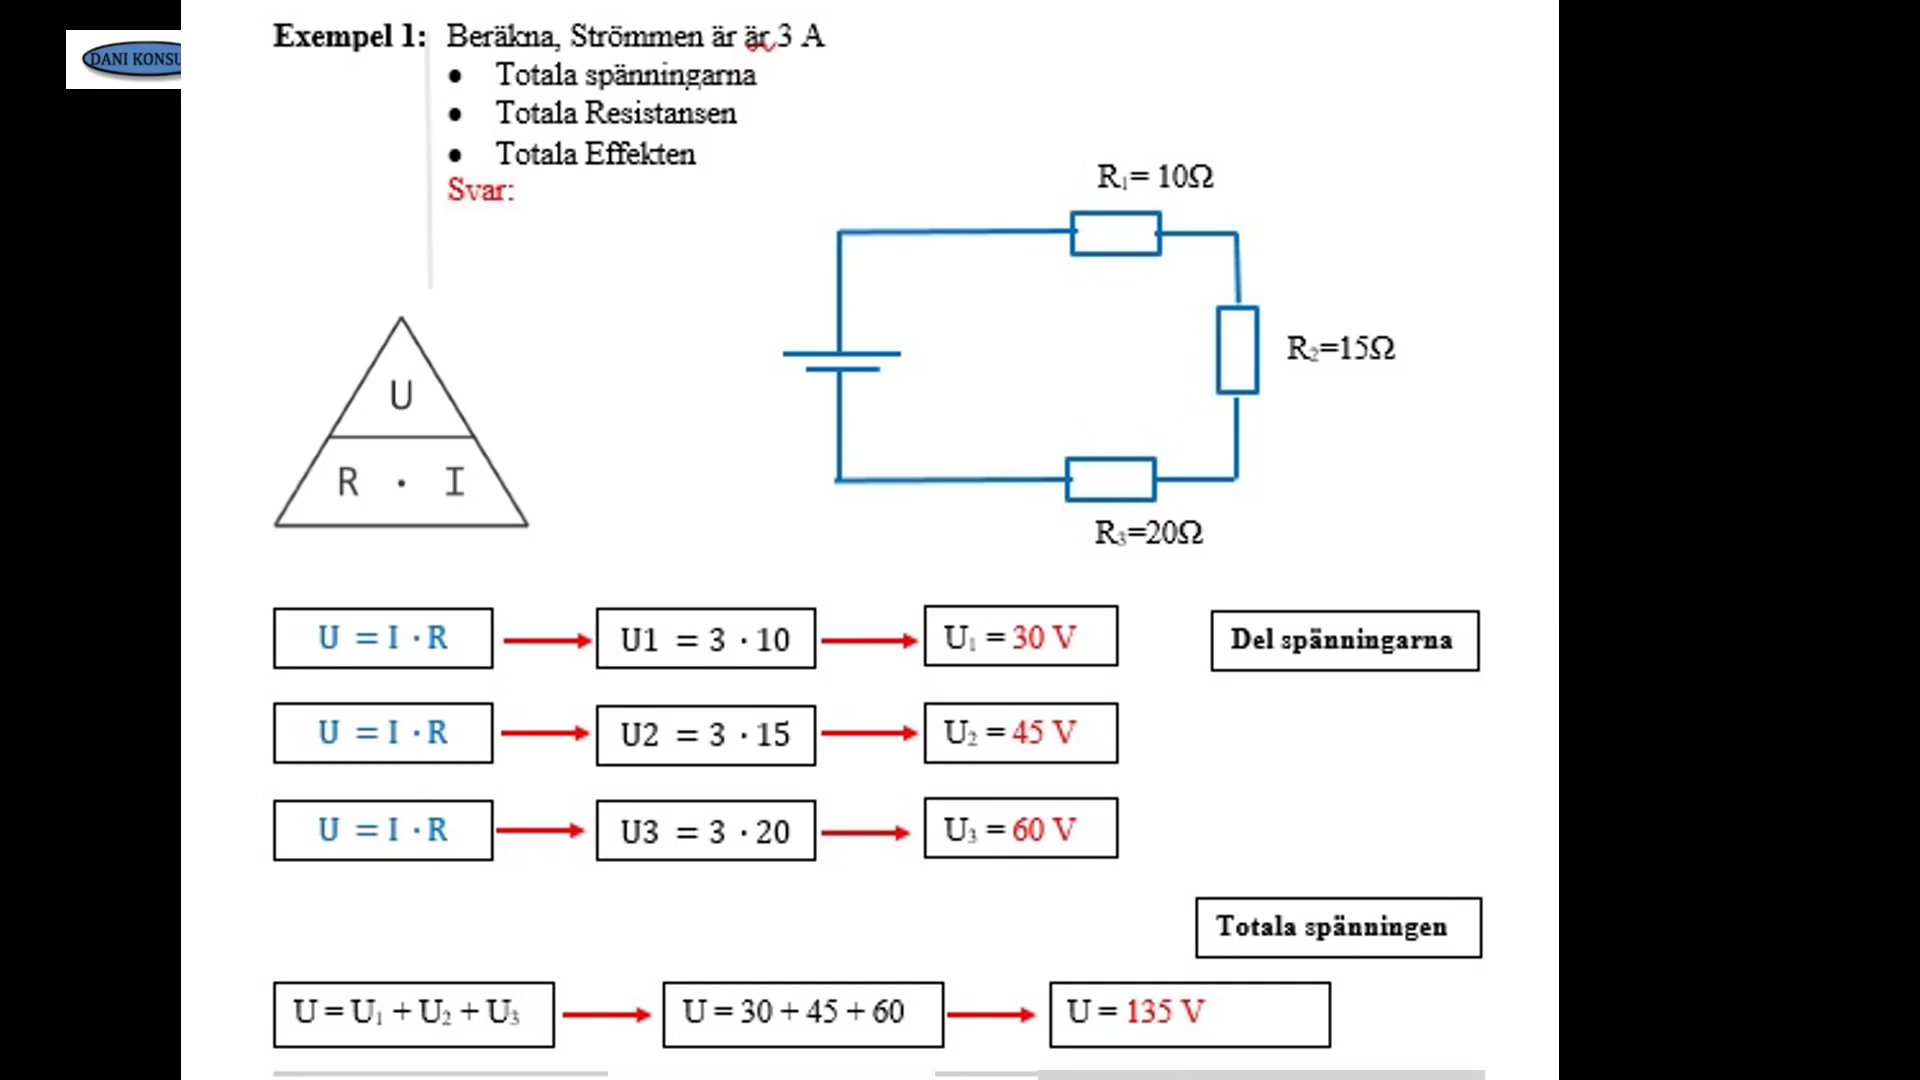 DANI KONSU
Exempel 1: Beräkna, Strömmen är är 3 A
• Totala spänningarna
• Totala Resistansen
• Totala Effekten
Svar:
R₁= 10Ω
R₂=15Ω
R₃=20Ω
U
R · I
U = I · R
U1 = 3 · 10
U₁ = 30 V
Del spänningarna
U = I · R
U2 = 3 · 15
U₂ = 45 V
U = I · R
U3 = 3 · 20
U₃ = 60 V
Totala spänningen
U = U₁ + U₂ + U₃
U = 30 + 45 + 60
U = 135 V